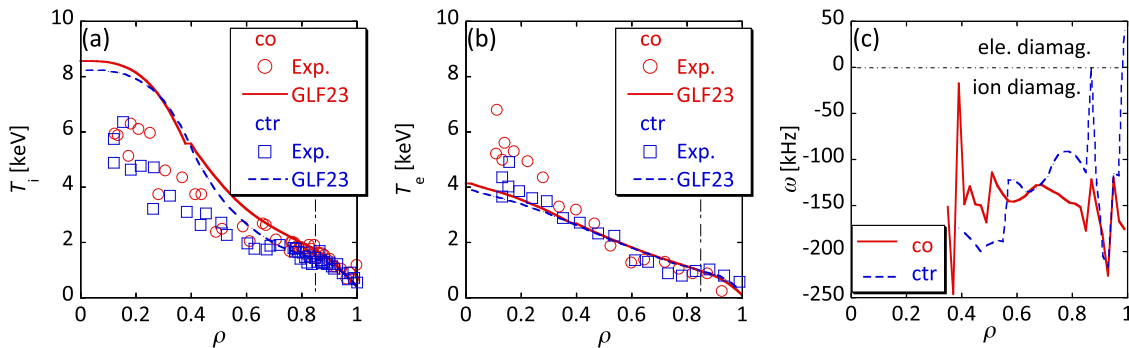 (a)
10
8
6
4
2
0
T_i [keV]
0 0.2 0.4 0.6 0.8 1
ρ
co
Exp.
GLF23
ctr
Exp.
GLF23
(b)
10
8
6
4
2
0
T_e [keV]
0 0.2 0.4 0.6 0.8 1
ρ
co
Exp.
GLF23
ctr
Exp.
GLF23
(c)
50
0
-50
-100
-150
-200
-250
ω [kHz]
ele. diamag.
ion diamag.
co
ctr
0 0.2 0.4 0.6 0.8 1
ρ